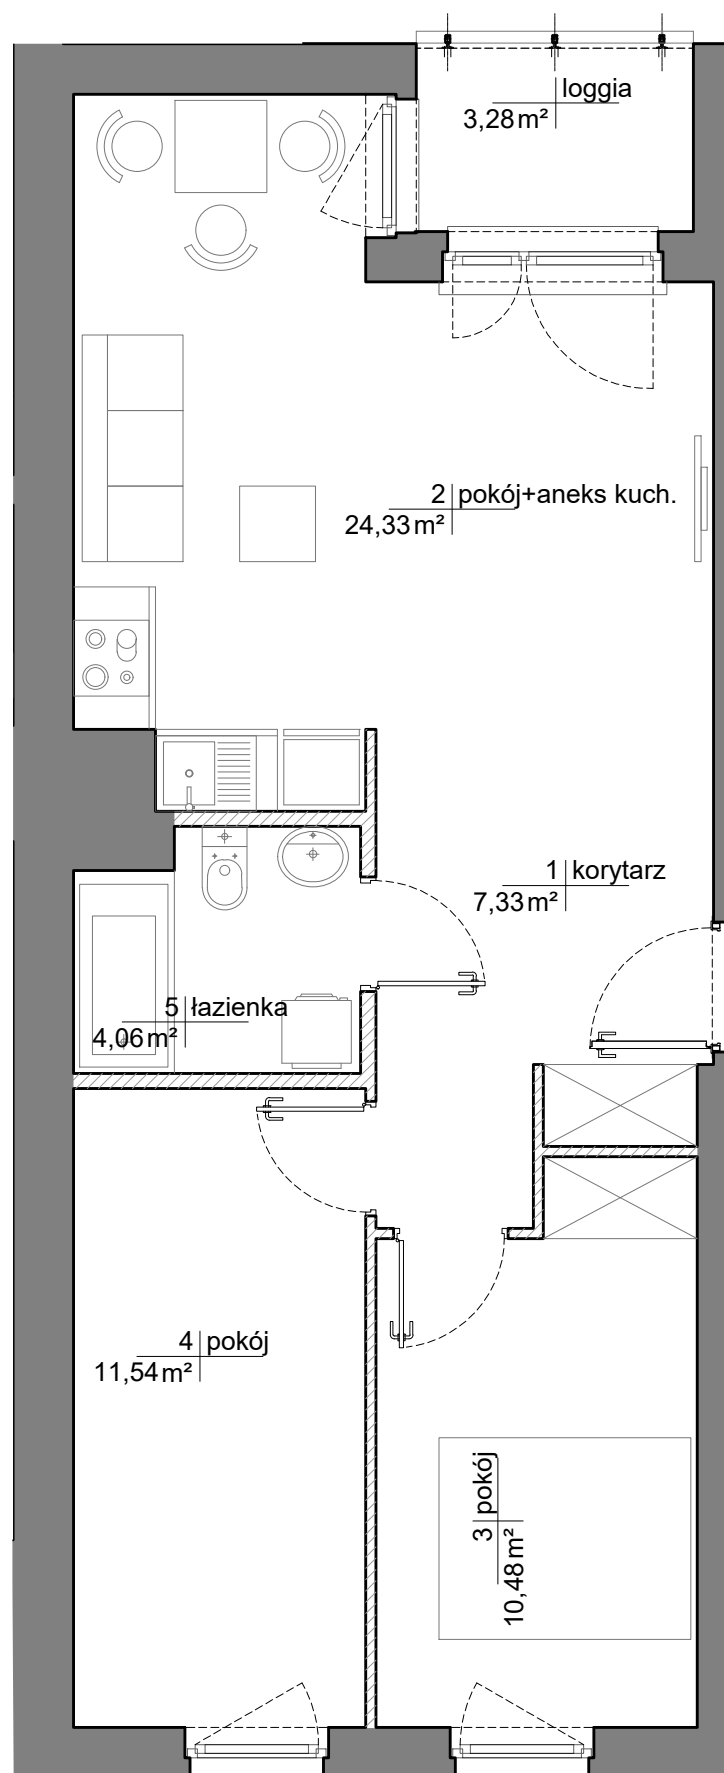 loggia
3,28 m²
2 pokój+aneks kuch.
24,33 m²
1 korytarz
7,33 m²
5 łazienka
4,06 m²
4 pokój
11,54 m²
3 pokój
10,48 m²